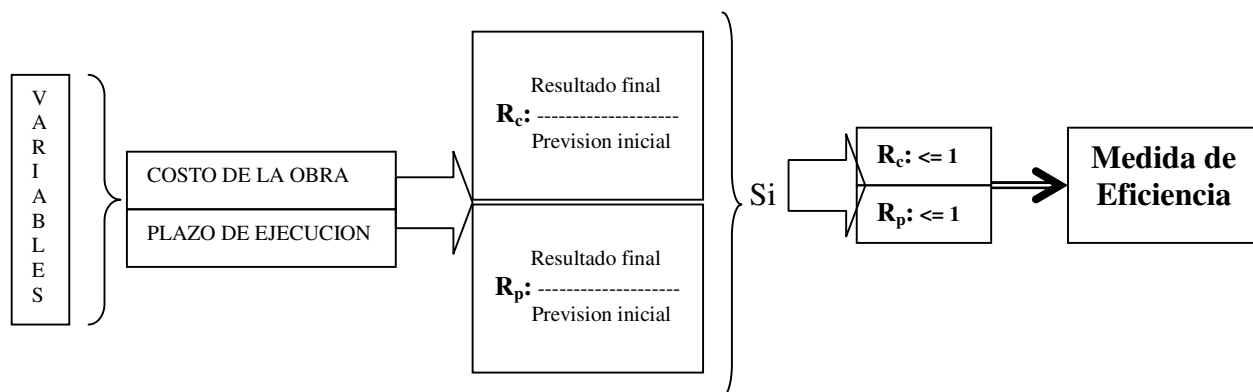 VARIABLES
COSTO DE LA OBRA
PLAZO DE EJECUCION
Resultado final
Rc: ---------------------
Prevision inicial
Resultado final
Rp: ---------------------
Prevision inicial
Si
Rc: <= 1
Rp: <= 1
Medida de
Eficiencia